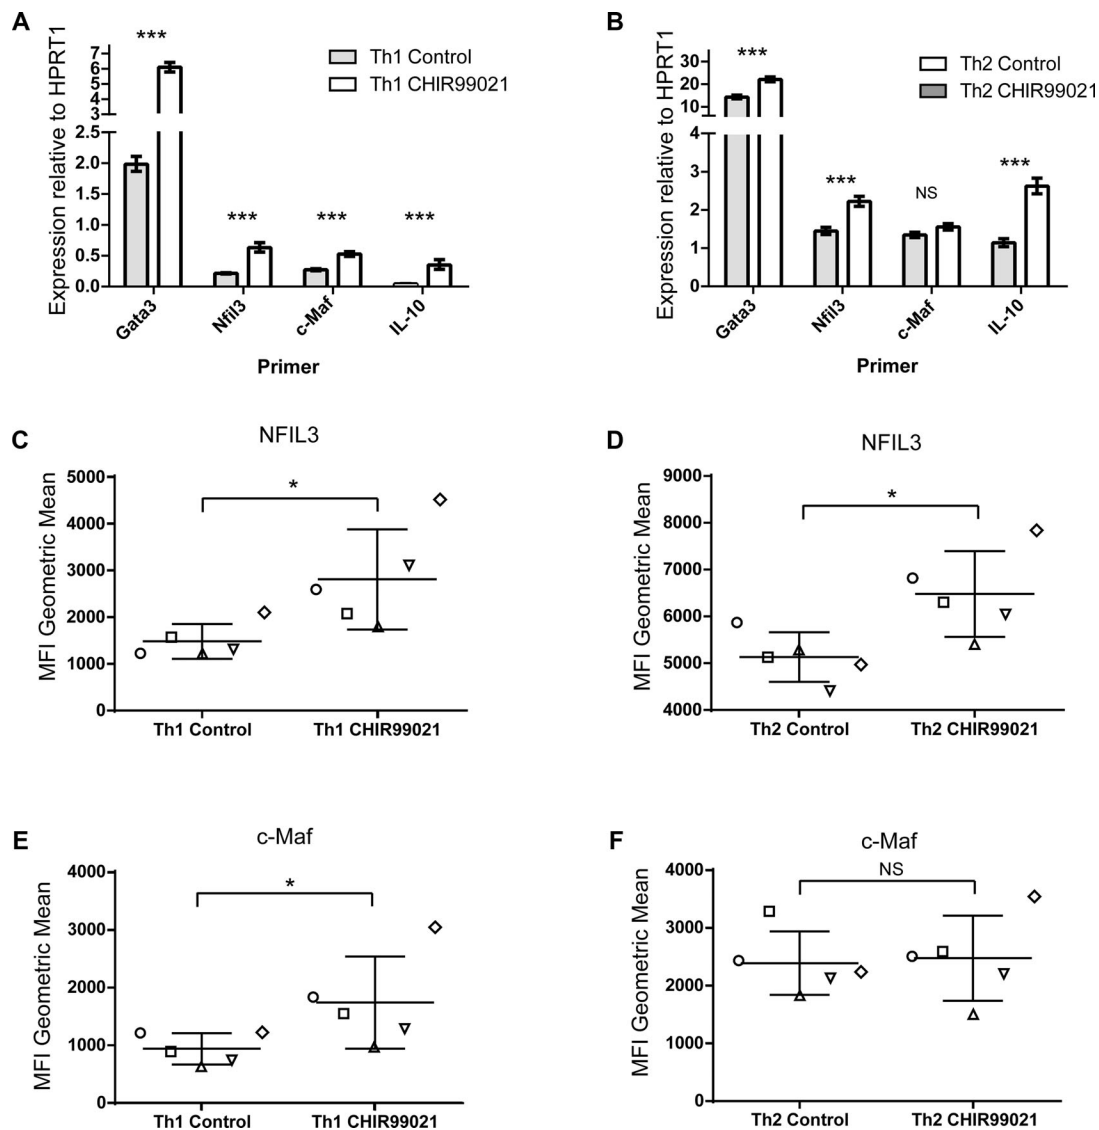 A
Expression relative to HPRT1
7
6
5
4
3
2.5
2.0
1.5
1.0
0.5
0.0
***
***
***
***
Th1 Control
Th1 CHIR99021
Gata3
Nfil3
c-Maf
IL-10
Primer
B
Expression relative to HPRT1
30
20
10
4
3
2
1
0
***
***
NS
***
Th2 Control
Th2 CHIR99021
Gata3
Nfil3
c-Maf
IL-10
Primer
C
NFIL3
MFI Geometric Mean
5000
4000
3000
2000
1000
0
*
Th1 Control
Th1 CHIR99021
D
NFIL3
MFI Geometric Mean
9000
8000
7000
6000
5000
4000
*
Th2 Control
Th2 CHIR99021
E
c-Maf
MFI Geometric Mean
4000
3000
2000
1000
0
*
Th1 Control
Th1 CHIR99021
F
c-Maf
MFI Geometric Mean
4000
3000
2000
1000
0
NS
Th2 Control
Th2 CHIR99021